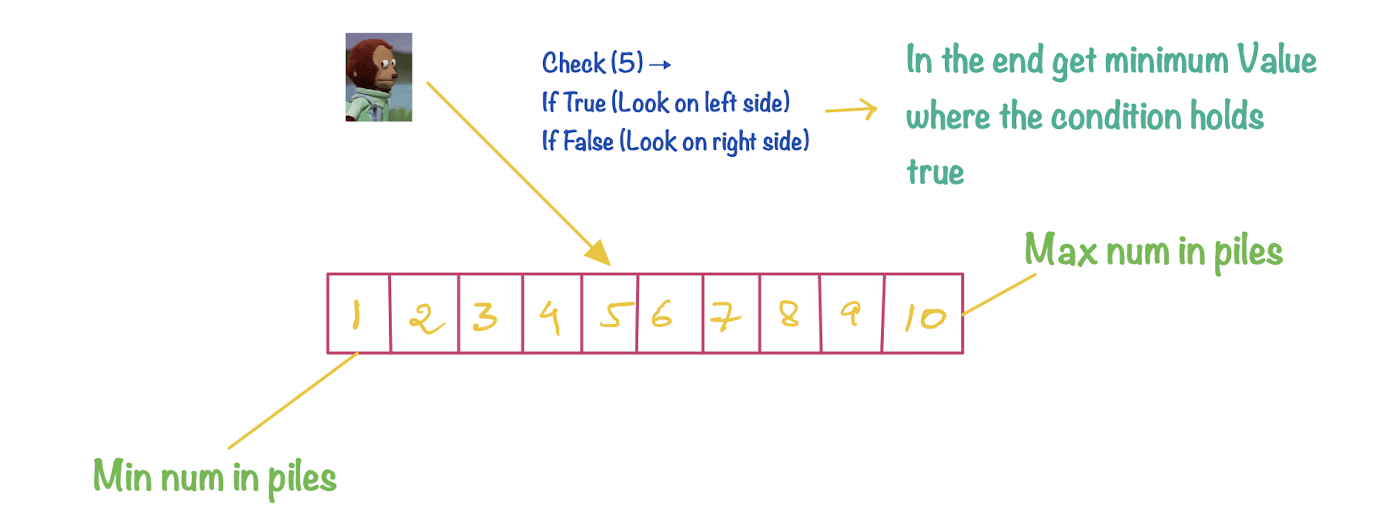 Check (5) →
If True (Look on left side)
If False (Look on right side)
In the end get minimum Value
where the condition holds
true
Max num in piles
1 2 3 4 5 6 7 8 9 10
Min num in piles